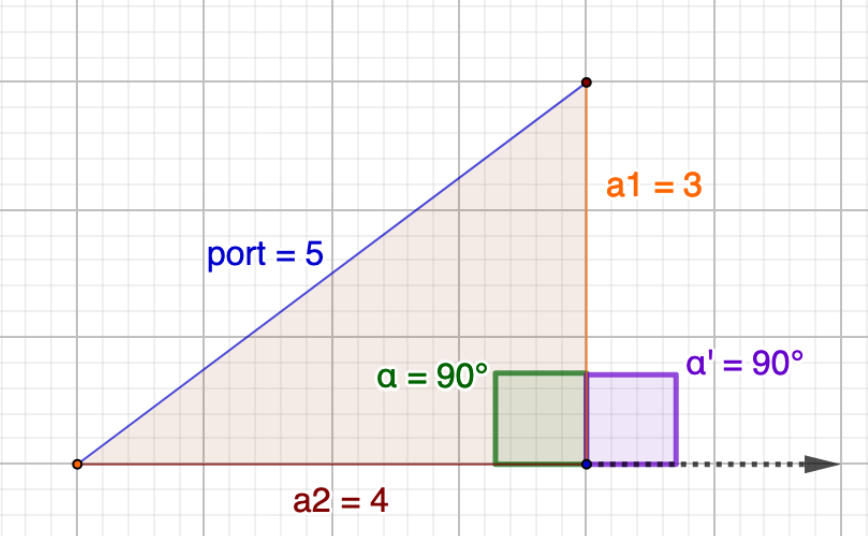 a1 = 3
port = 5
α = 90°
α' = 90°
a2 = 4